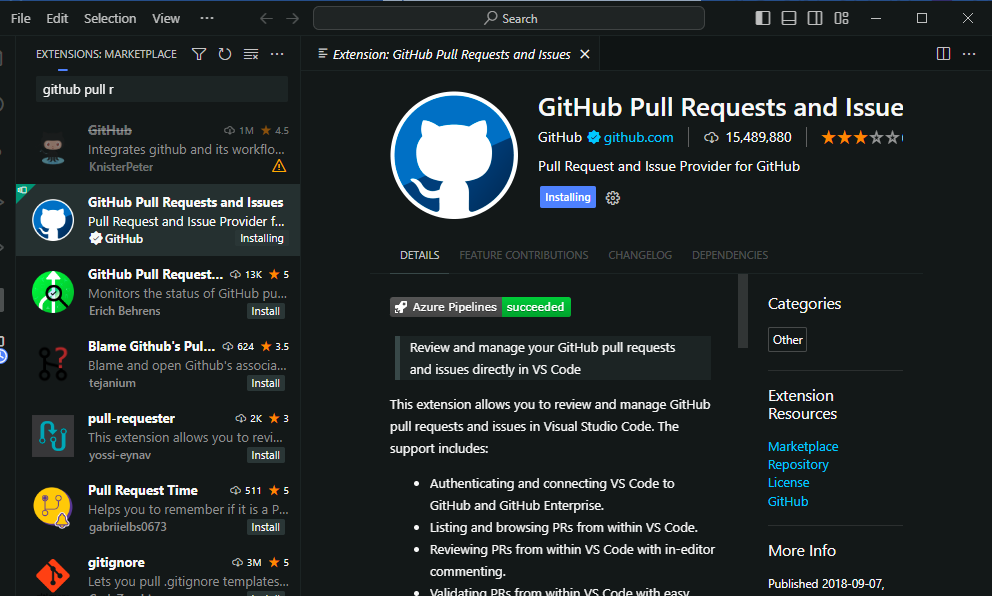 File Edit Selection View ···
Search
EXTENSIONS: MARKETPLACE
github pull r
GitHub 1M 4.5
Integrates github and its workflo...
KnisterPeter
GitHub Pull Requests and Issues
Pull Request and Issue Provider f...
GitHub Installing
GitHub Pull Request... 13K 5
Monitors the status of GitHub pu...
Erich Behrens Install
Blame Github's Pul... 624 3.5
Blame and open Github's associa...
tejanium Install
pull-requester 2K 3
This extension allows you to revi...
yossi-eynav Install
Pull Request Time 511 5
Helps you to remember if it is a P...
gabriielbs0673 Install
gitignore 3M 5
Lets you pull .gitignore templates...
Extension: GitHub Pull Requests and Issues
GitHub Pull Requests and Issue
GitHub github.com 15,489,880
Pull Request and Issue Provider for GitHub
Installing
DETAILS FEATURE CONTRIBUTIONS CHANGELOG DEPENDENCIES
Azure Pipelines succeeded
Review and manage your GitHub pull requests
and issues directly in VS Code
This extension allows you to review and manage GitHub
pull requests and issues in Visual Studio Code. The
support includes:
• Authenticating and connecting VS Code to
GitHub and GitHub Enterprise.
• Listing and browsing PRs from within VS Code.
• Reviewing PRs from within VS Code with in-editor
commenting.
• Validating PRs from within VS Code with easy
Categories
Other
Extension
Resources
Marketplace
Repository
License
GitHub
More Info
Published 2018-09-07,